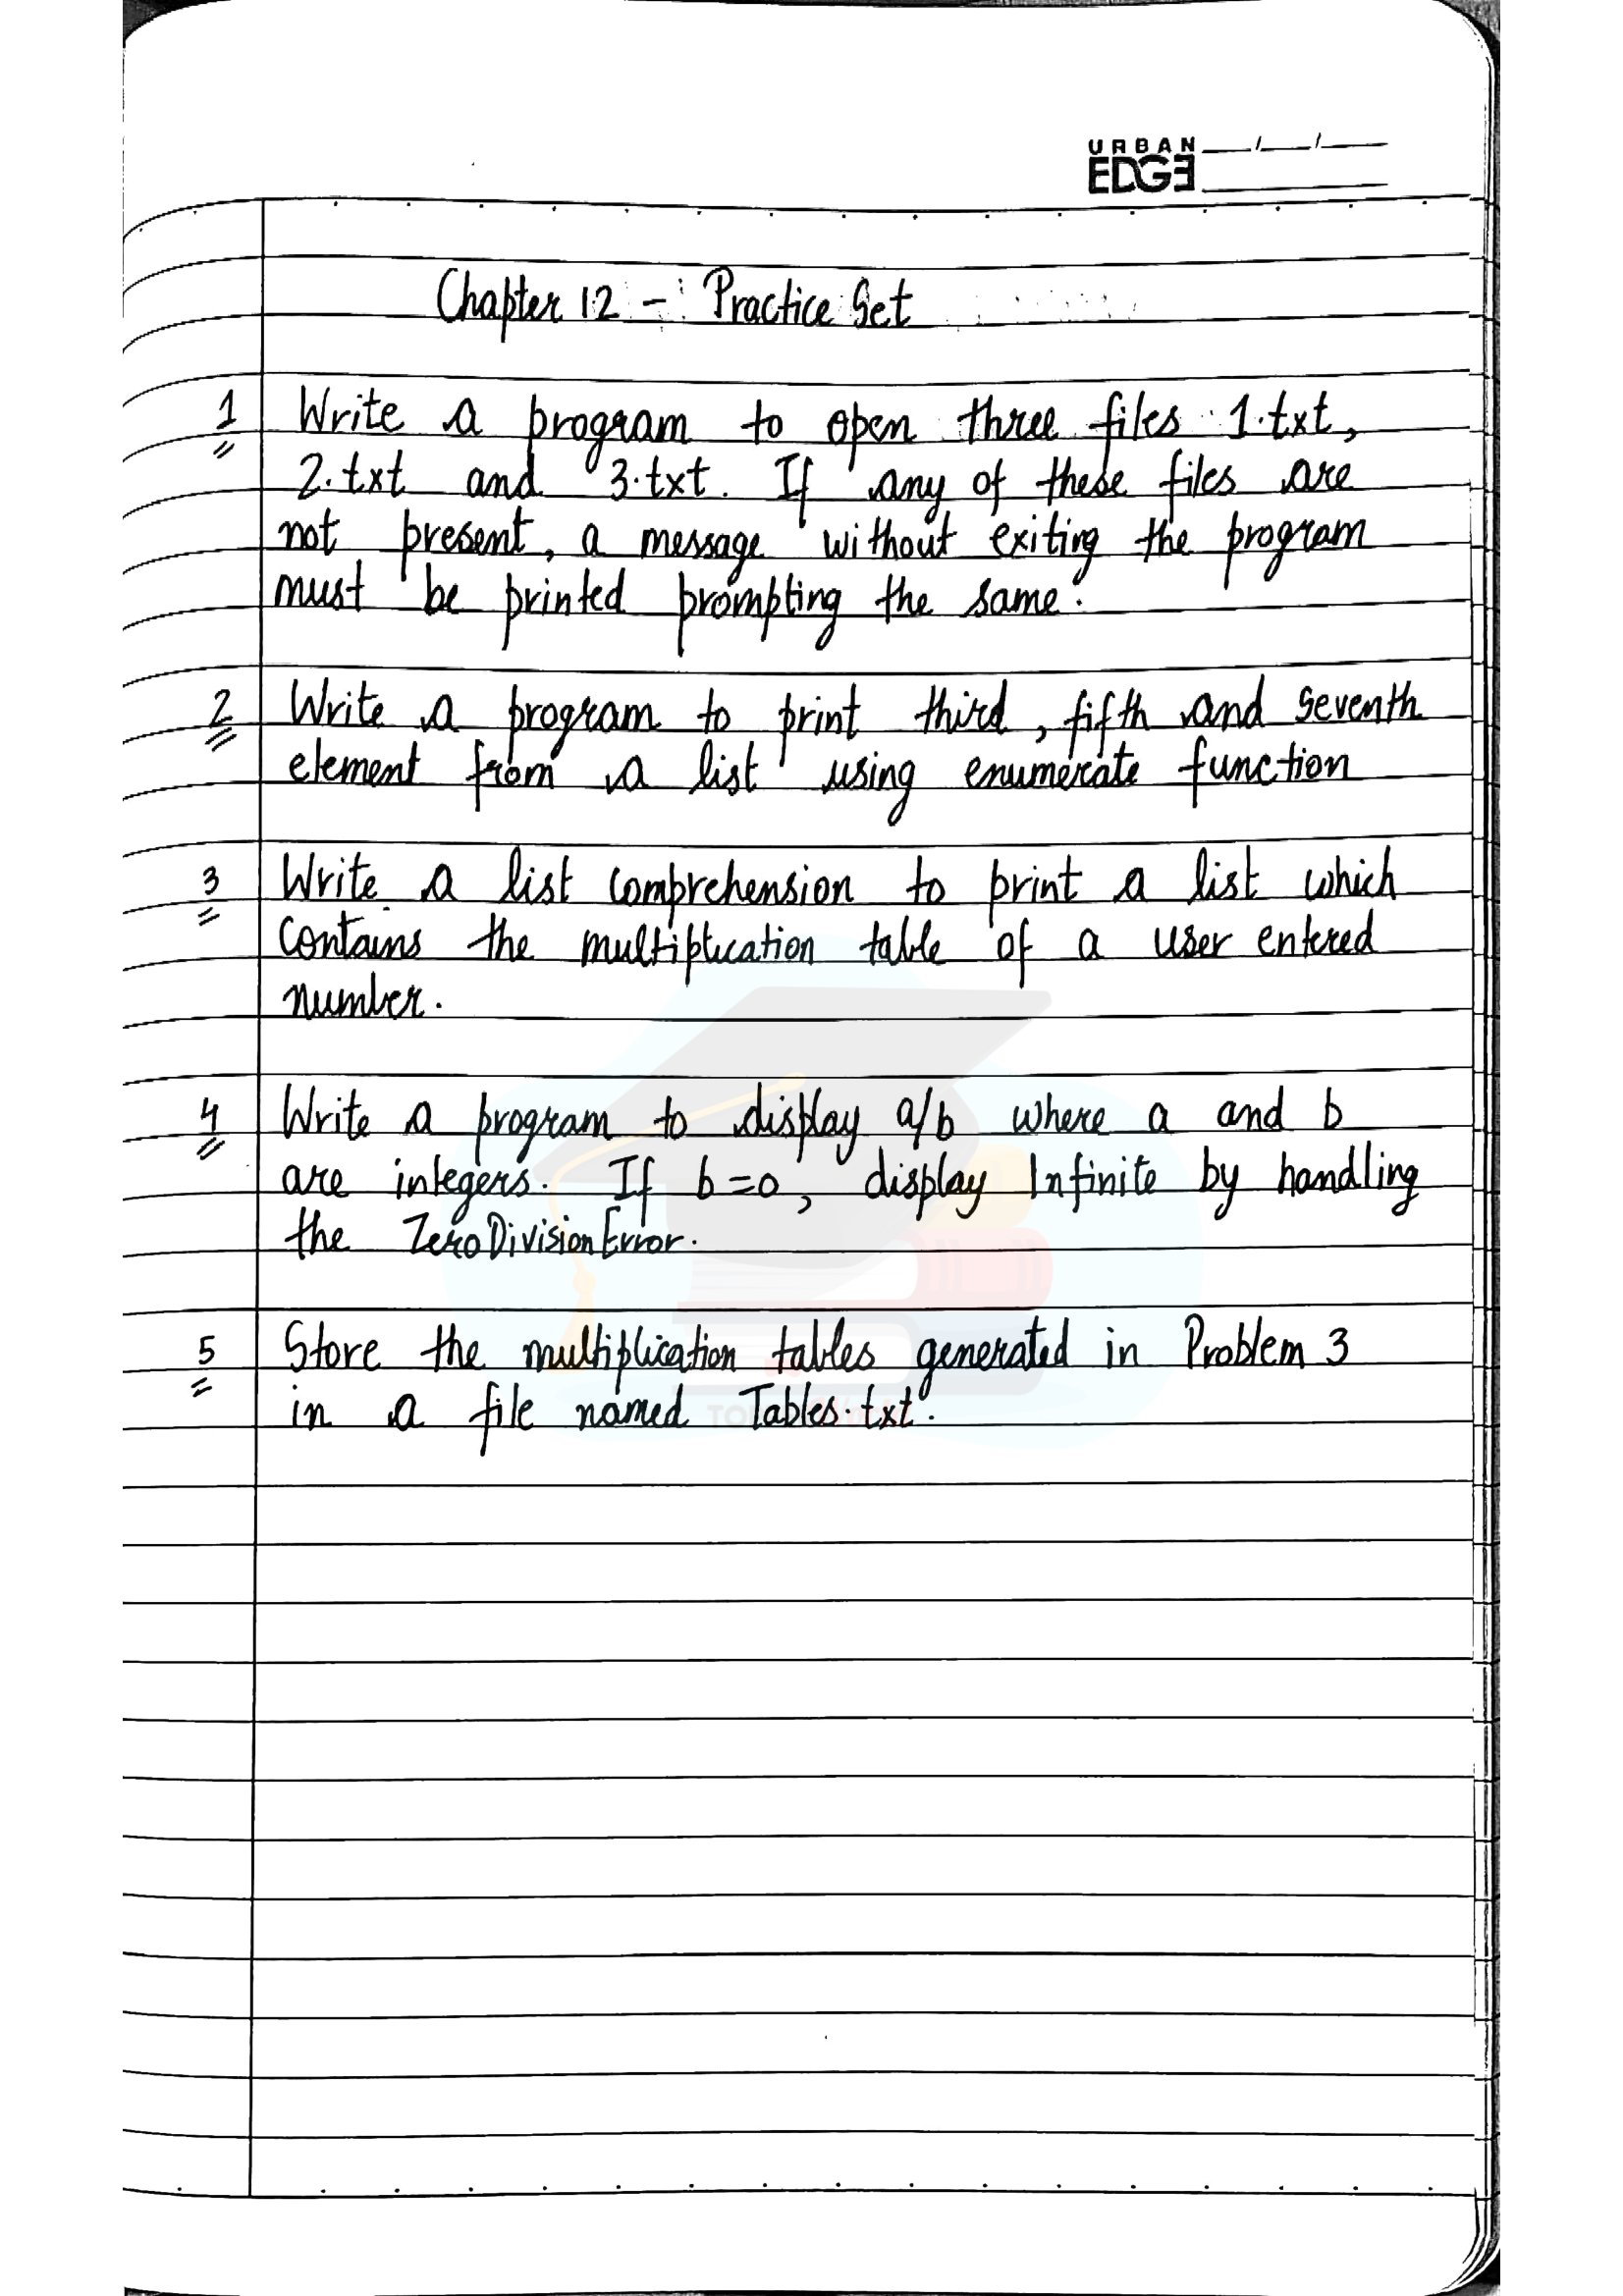 URBAN
EDGE
Chapter 12 - Practice Set
1 Write a program to open three files 1.txt,
2.txt and 3.txt. If any of these files are
not present, a message without exiting the program
must be printed prompting the same.
2 Write a program to print third, fifth and seventh
element from a list using enumerate function
3 Write a list comprehension to print a list which
contains the multiplication table of a user entered
number.
4 Write a program to display a/b where a and b
are integers. If b=0, display Infinite by handling
the ZeroDivisionError.
5 Store the multiplication tables generated in Problem 3
in a file named Tables.txt.